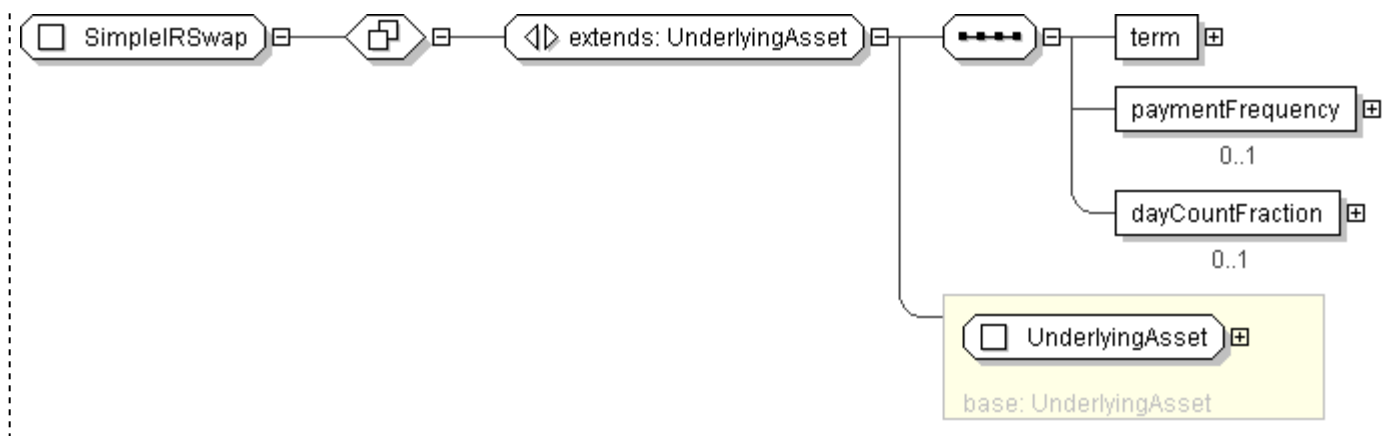 SimpleIRSwap
extends: UnderlyingAsset
term
paymentFrequency
0..1
dayCountFraction
0..1
UnderlyingAsset
base: UnderlyingAsset